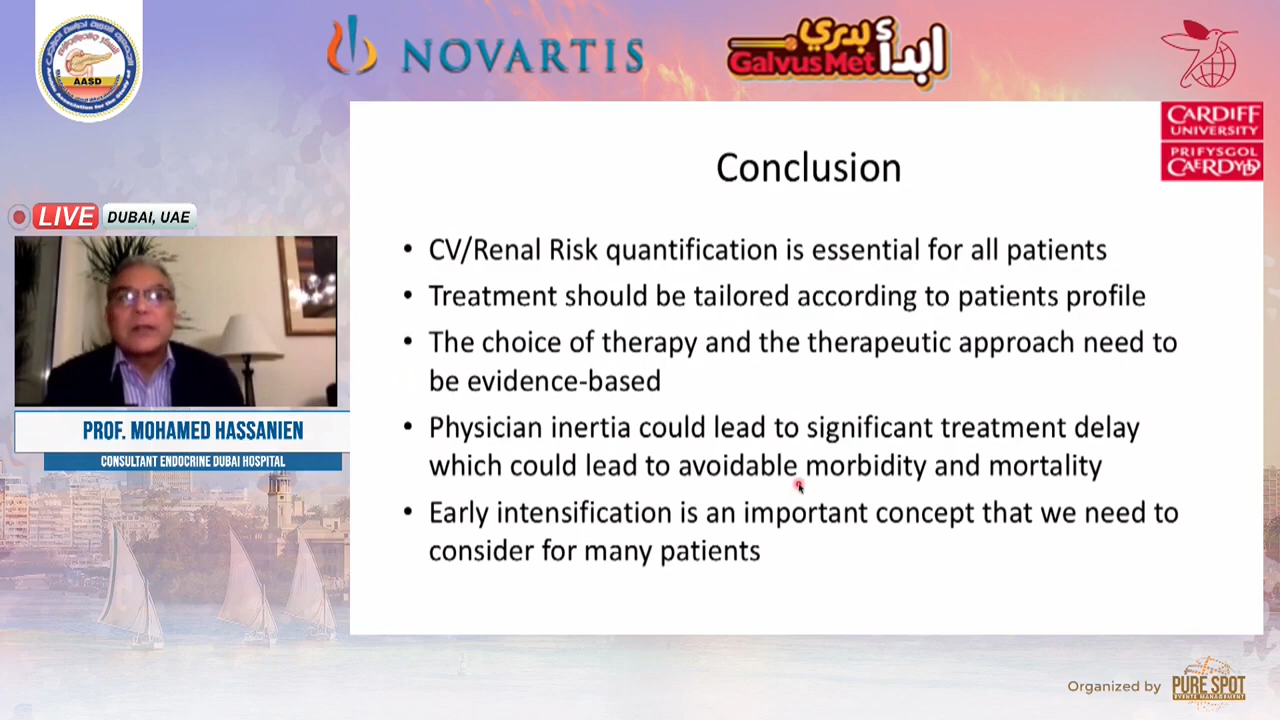 AASD
NOVARTIS
ابدأ بدري
GalvusMet
CARDIFF
UNIVERSITY
PRIFYSGOL
CAERDYDD
Conclusion
• CV/Renal Risk quantification is essential for all patients
• Treatment should be tailored according to patients profile
• The choice of therapy and the therapeutic approach need to
be evidence-based
• Physician inertia could lead to significant treatment delay
which could lead to avoidable morbidity and mortality
• Early intensification is an important concept that we need to
consider for many patients
LIVE
DUBAI, UAE
PROF. MOHAMED HASSANIEN
CONSULTANT ENDOCRINE DUBAI HOSPITAL
Organized by
PURE SPOT
EVENTS MANAGEMENT